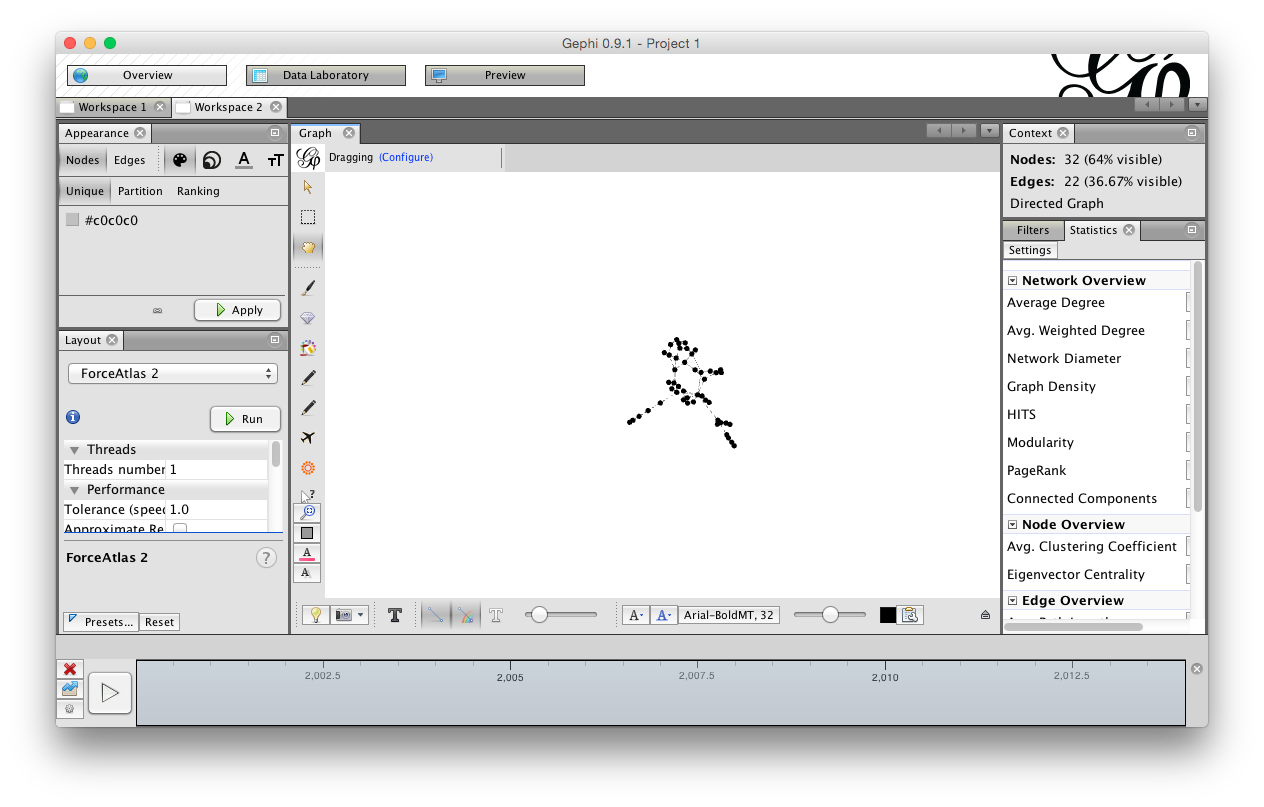 Gephi 0.9.1 - Project 1
Overview
Data Laboratory
Preview
Workspace 1
Workspace 2
Appearance
Nodes
Edges
Unique
Partition
Ranking
#c0c0c0
Apply
Layout
ForceAtlas 2
Run
Threads
Threads number 1
Performance
Tolerance (speed 1.0
Approximate Re
ForceAtlas 2
?
Presets...
Reset
Graph
Dragging (Configure)
Arial-BoldMT, 32
Context
Nodes: 32 (64% visible)
Edges: 22 (36.67% visible)
Directed Graph
Filters
Statistics
Settings
Network Overview
Average Degree
Avg. Weighted Degree
Network Diameter
Graph Density
HITS
Modularity
PageRank
Connected Components
Node Overview
Avg. Clustering Coefficient
Eigenvector Centrality
Edge Overview
2,002.5
2,005
2,007.5
2,010
2,012.5